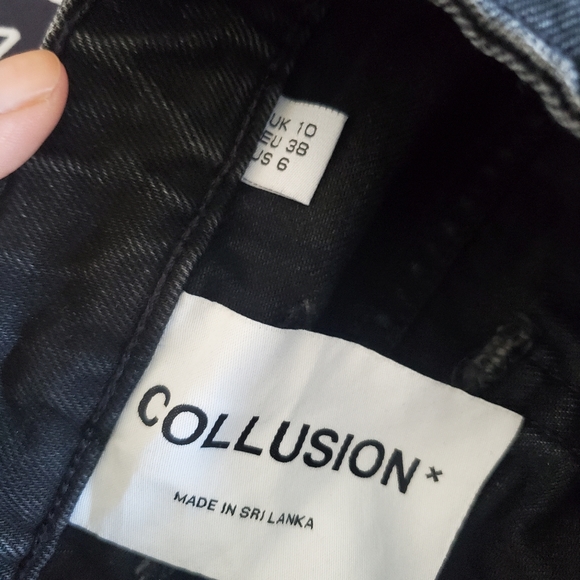 UK 10
EU 38
US 6
COLLUSION*
MADE IN SRI LANKA